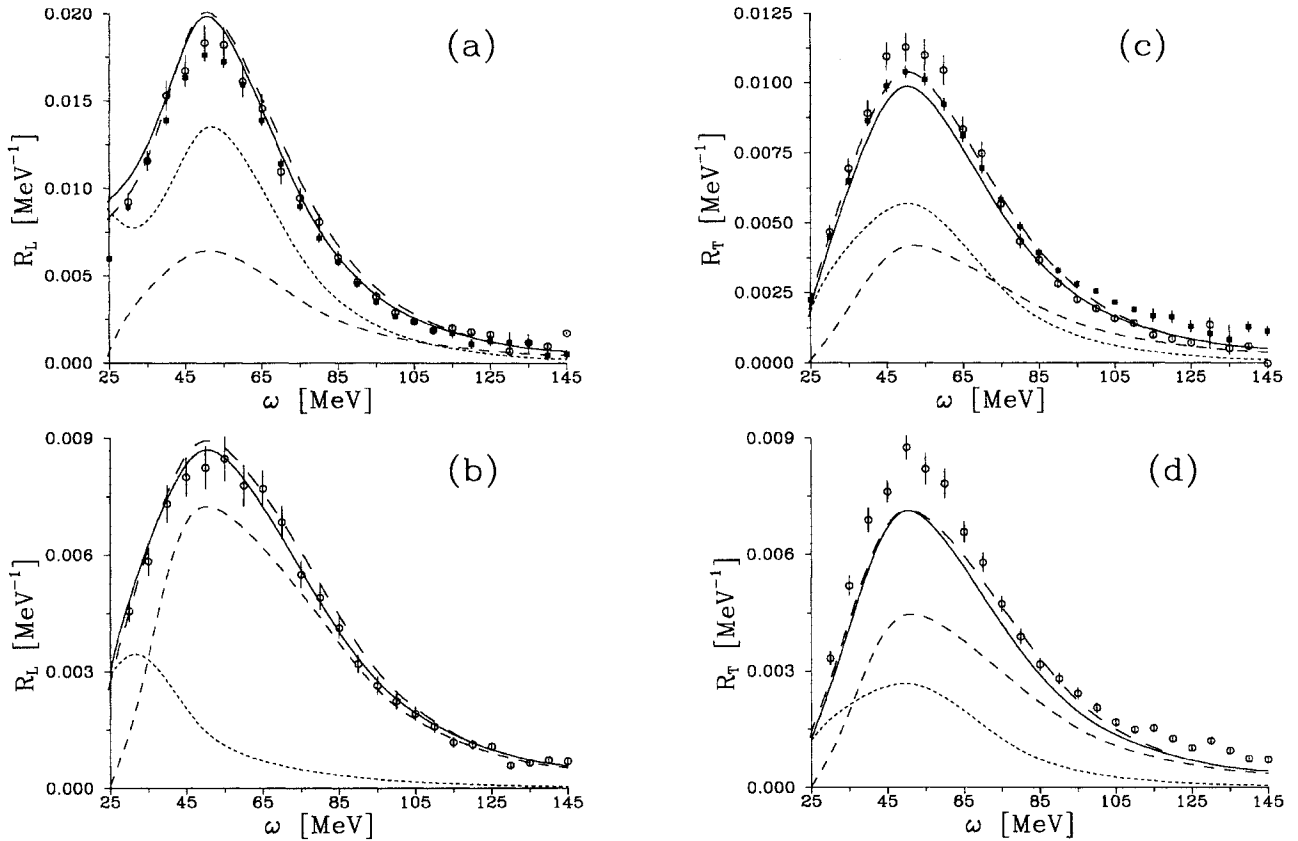 (a)
0.020
0.015
0.010
0.005
0.000
R_L [MeV⁻¹]
25 45 65 85 105 125 145
ω [MeV]
(c)
0.0125
0.0100
0.0075
0.0050
0.0025
0.0000
R_T [MeV⁻¹]
25 45 65 85 105 125 145
ω [MeV]
(b)
0.009
0.006
0.003
0.000
R_L [MeV⁻¹]
25 45 65 85 105 125 145
ω [MeV]
(d)
0.009
0.006
0.003
0.000
R_T [MeV⁻¹]
25 45 65 85 105 125 145
ω [MeV]